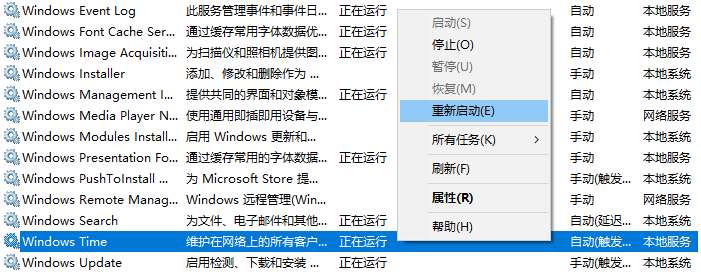 Windows Event Log 此服务管理事件和事件日... 正在运行 自动 本地服务
Windows Font Cache Ser... 通过缓存常用字体数据优... 正在运行 启动(S) 自动 本地服务
Windows Image Acquisiti... 为扫描仪和照相机提供图... 正在运行 停止(O) 自动 本地服务
Windows Installer 添加、修改和删除作为 ... 暂停(U) 手动 本地系统
Windows Management I... 提供共同的界面和对象模... 正在运行 恢复(M) 自动 本地系统
Windows Media Player N... 使用通用即插即用设备与... 重新启动(E) 手动 网络服务
Windows Modules Install... 启用 Windows 更新和... 所有任务(K) 手动 本地系统
Windows Presentation Fo... 通过缓存常用的字体数据... 正在运行 刷新(F) 手动 本地服务
Windows PushToInstall ... 为 Microsoft Store 提... 手动(触发... 本地系统
Windows Remote Manag... Windows 远程管理(Win... 属性(R) 手动 网络服务
Windows Search 为文件、电子邮件和其他... 正在运行 帮助(H) 自动(延迟... 本地系统
Windows Time 维护在网络上的所有客户... 正在运行 自动(触发... 本地服务
Windows Update 启用检测、下载和安装 ... 手动(触发... 本地系统